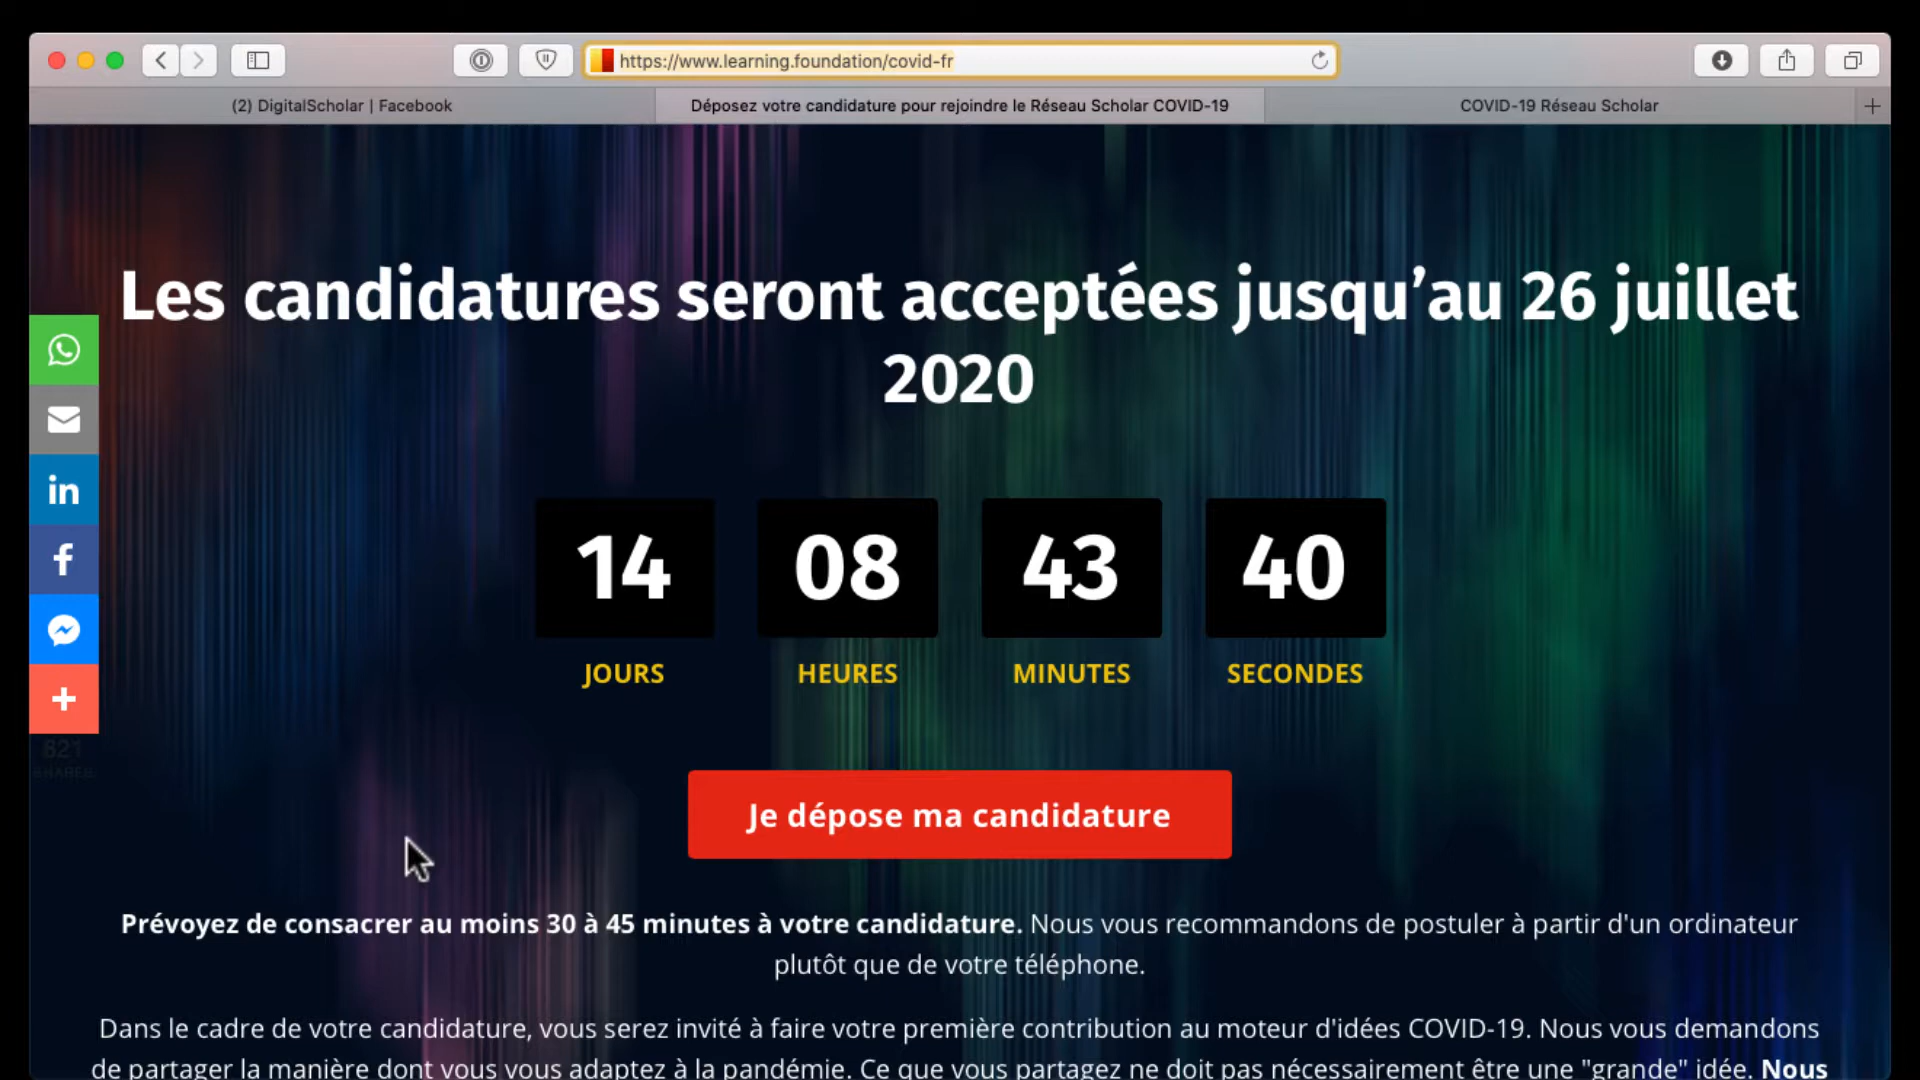 https://www.learning.foundation/covid-fr
(2) DigitalScholar | Facebook
Déposez votre candidature pour rejoindre le Réseau Scholar COVID-19
COVID-19 Réseau Scholar
Les candidatures seront acceptées jusqu’au 26 juillet
2020
14 08 43 40
JOURS HEURES MINUTES SECONDES
821
SHARES
Je dépose ma candidature
Prévoyez de consacrer au moins 30 à 45 minutes à votre candidature. Nous vous recommandons de postuler à partir d'un ordinateur
plutôt que de votre téléphone.
Dans le cadre de votre candidature, vous serez invité à faire votre première contribution au moteur d'idées COVID-19. Nous vous demandons
de partager la manière dont vous vous adaptez à la pandémie. Ce que vous partagez ne doit pas nécessairement être une "grande" idée. Nous